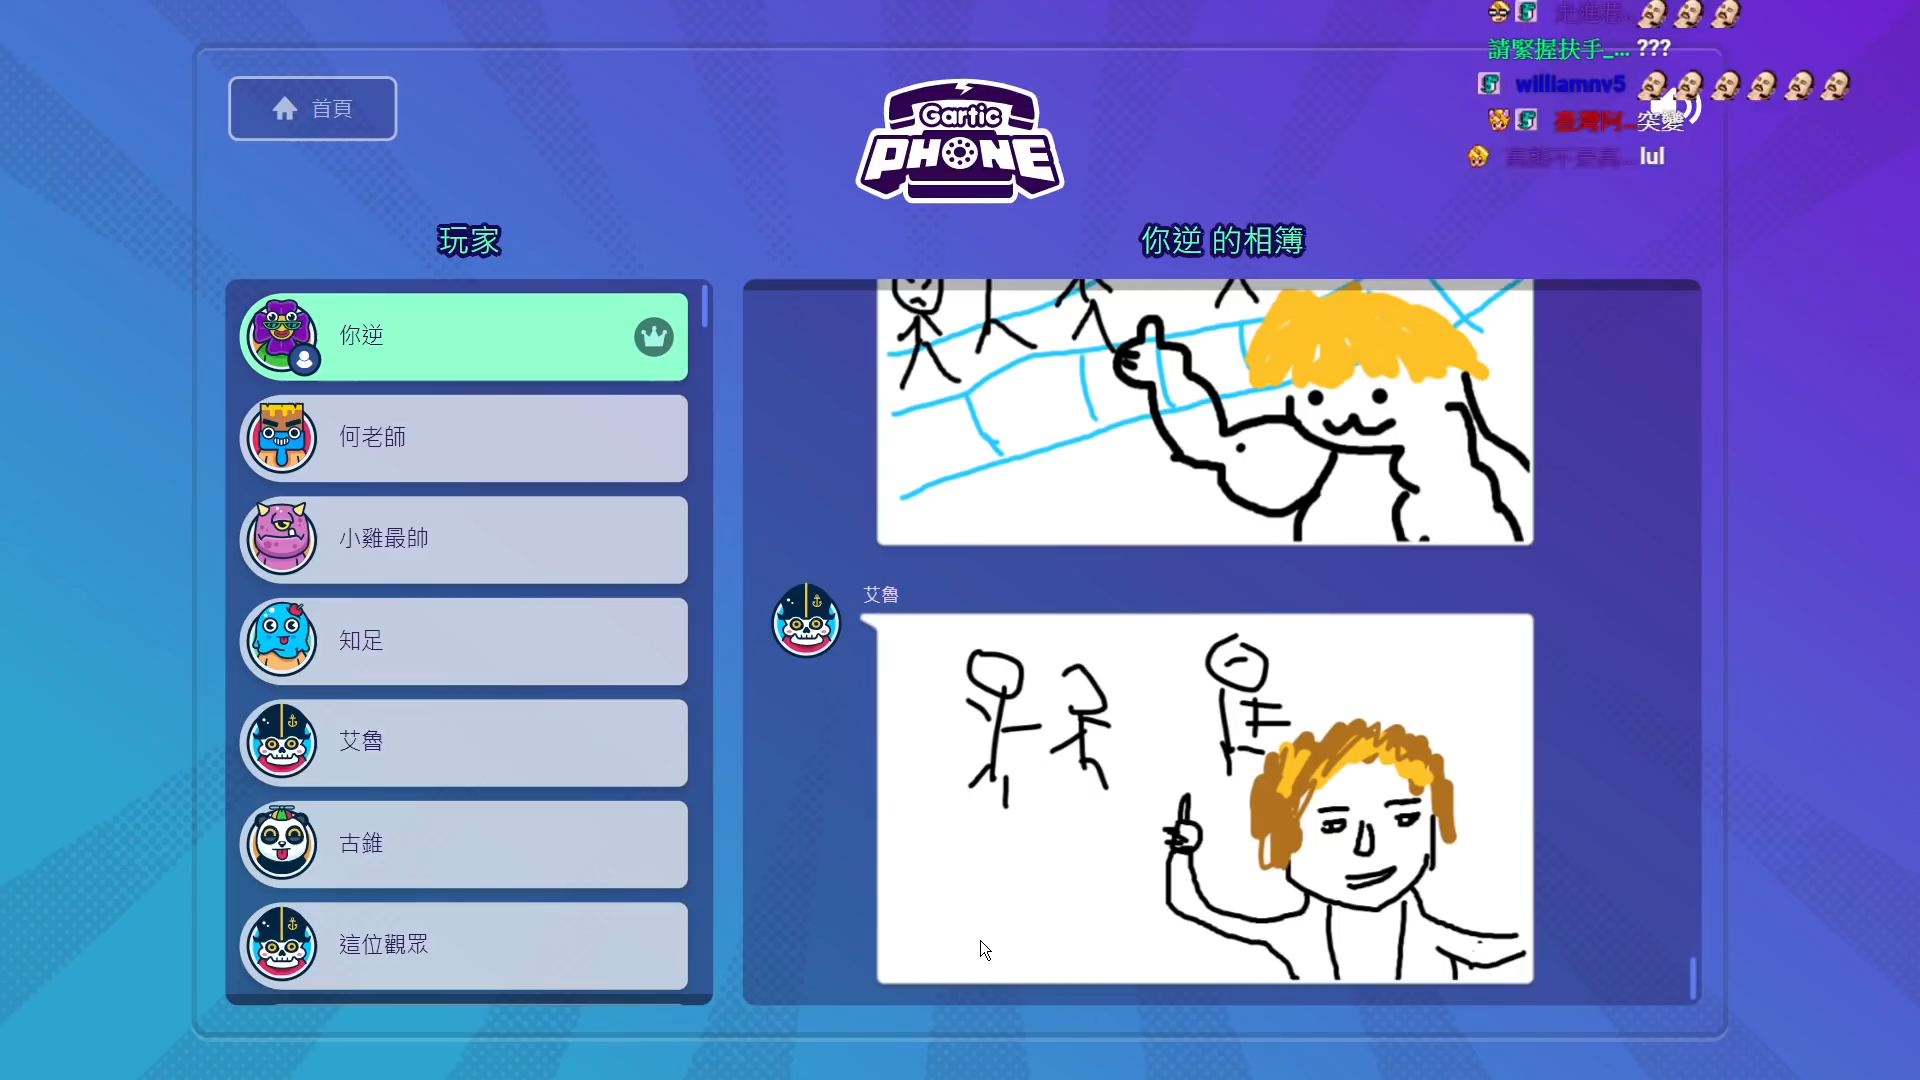 請緊握扶手_... ???
williamnv5
突變
lul
首頁
Gartic
PHONE
玩家
你逆 的相簿
你逆
何老師
小雞最帥
知足
艾魯
古錐
這位觀眾
艾魯